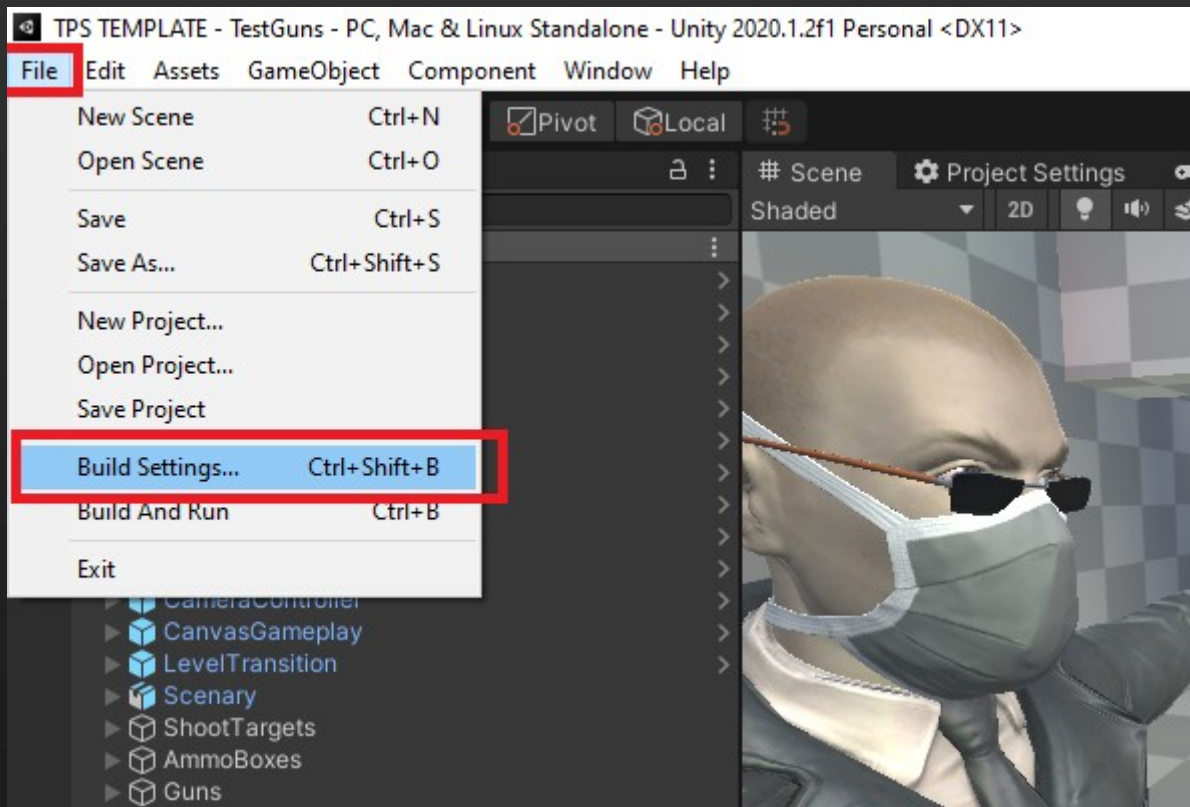 TPS TEMPLATE - TestGuns - PC, Mac & Linux Standalone - Unity 2020.1.2f1 Personal <DX11>
File Edit Assets GameObject Component Window Help
New Scene Ctrl+N
Pivot Local
Open Scene Ctrl+O
# Scene Project Settings
Save Ctrl+S
Shaded 2D
Save As... Ctrl+Shift+S
New Project...
Open Project...
Save Project
Build Settings... Ctrl+Shift+B
Build And Run Ctrl+B
Exit
CameraController
CanvasGameplay
LevelTransition
Scenary
ShootTargets
AmmoBoxes
Guns